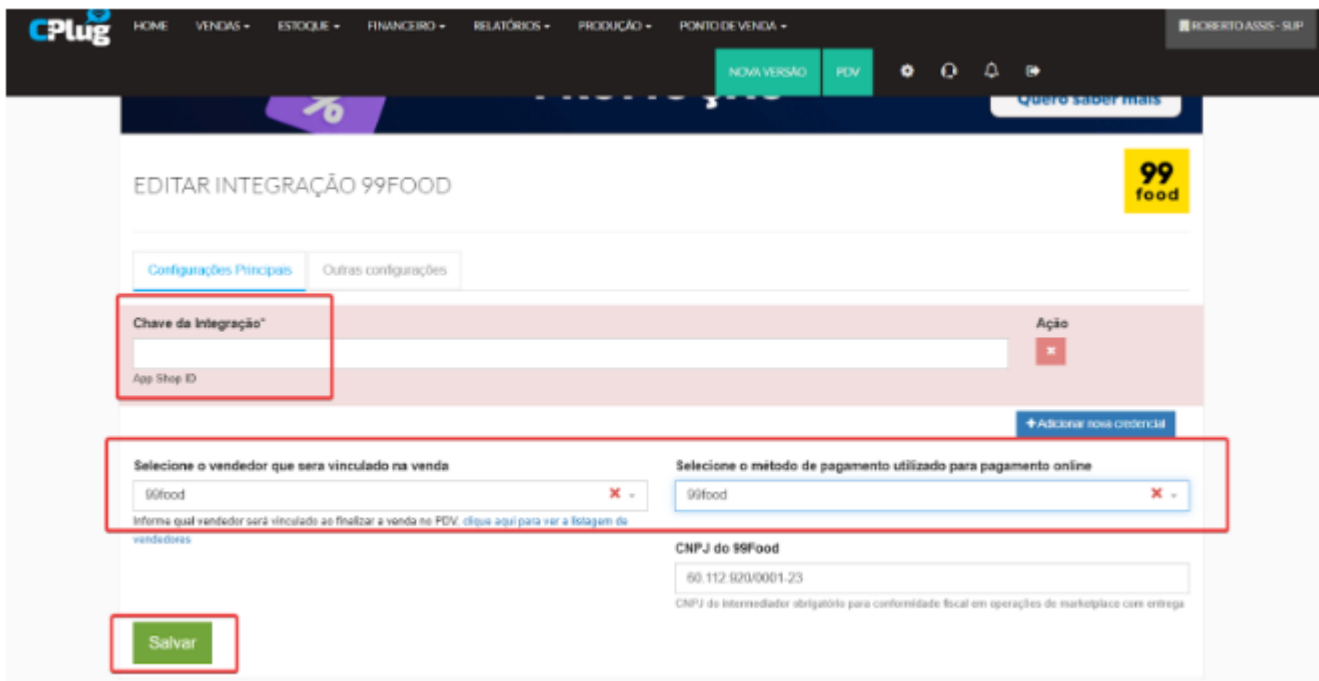 CPlug HOME VENDAS ESTOQUE FINANCEIRO RELATÓRIOS PRODUÇÃO PONTO DE VENDA ROBERTO ASSIS - SUP
NOVA VERSÃO PDV
%
Quero saber mais
EDITAR INTEGRAÇÃO 99FOOD
99
food
Configurações Principais Outras configurações
Chave da Integração* Ação
App Shop ID
+Adicionar nova credencial
Selecione o vendedor que sera vinculado na venda Selecione o método de pagamento utilizado para pagamento online
99food 99food
Informe qual vendedor será vinculado ao finalizar a venda no PDV, clique aqui para ver a listagem de
vendedores
CNPJ do 99Food
60.112.920/0001-23
CNPJ do intermediador obrigatório para conformidade fiscal em operações de marketplace com entrega
Salvar